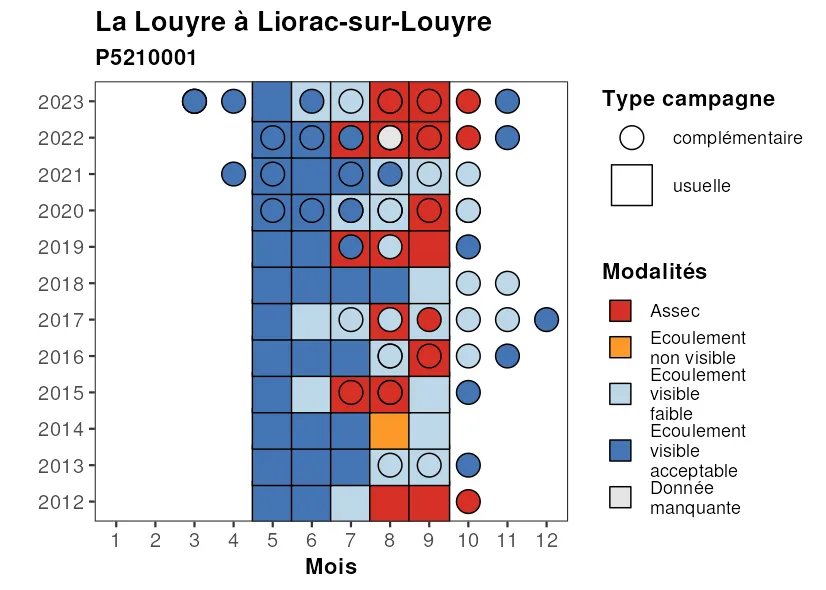 La Louyre à Liorac-sur-Louyre
P5210001
2023
2022
2021
2020
2019
2018
2017
2016
2015
2014
2013
2012
1 2 3 4 5 6 7 8 9 10 11 12
Mois
Type campagne
complémentaire
usuelle
Modalités
Assec
Ecoulement
non visible
Ecoulement
visible
faible
Ecoulement
visible
acceptable
Donnée
manquante